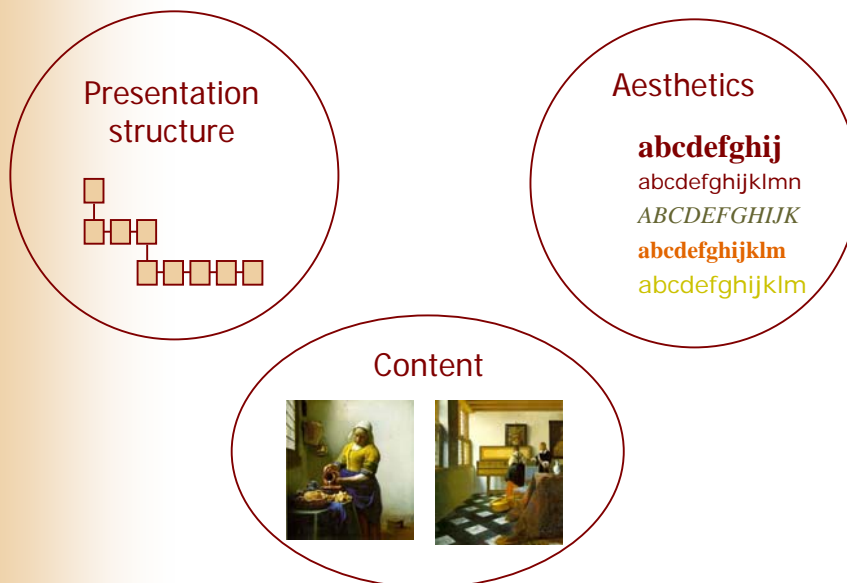 Presentation
structure
Aesthetics
abcdefghij
abcdefghijklmn
ABCDEFGHIJK
abcdefghijklm
abcdefghijklm
Content